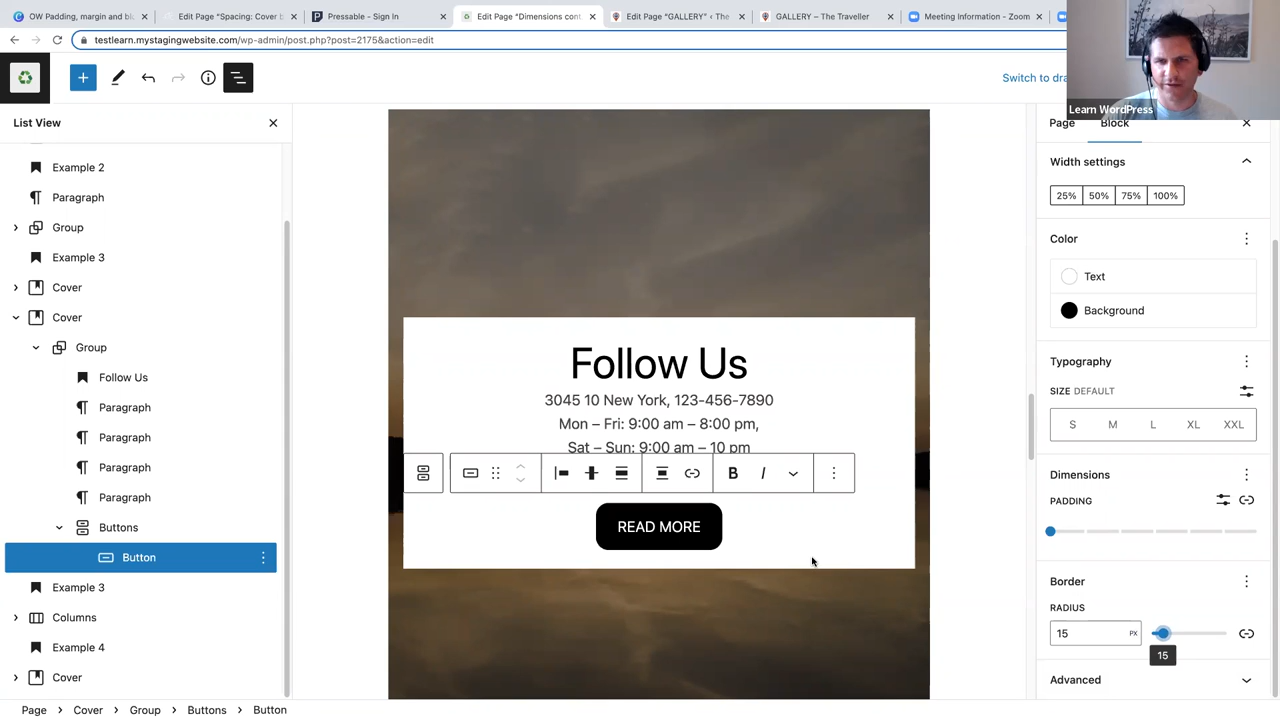 OW Padding, margin and blo
Edit Page “Spacing: Cover b
Pressable - Sign In
Edit Page “Dimensions cont
Edit Page “GALLERY” ‹ The
GALLERY – The Traveller
Meeting Information - Zoom
testlearn.mystagingwebsite.com/wp-admin/post.php?post=2175&action=edit
Switch to dra
Learn WordPress
List View
Page
Block
Example 2
Paragraph
Group
Example 3
Cover
Cover
Group
Follow Us
Paragraph
Paragraph
Paragraph
Paragraph
Buttons
Button
Example 3
Columns
Example 4
Cover
Follow Us
3045 10 New York, 123-456-7890
Mon – Fri: 9:00 am – 8:00 pm,
Sat – Sun: 9:00 am – 10 pm
B I
READ MORE
Width settings
25% 50% 75% 100%
Color
Text
Background
Typography
SIZE DEFAULT
S M L XL XXL
Dimensions
PADDING
Border
RADIUS
15 PX
15
Advanced
Page > Cover > Group > Buttons > Button